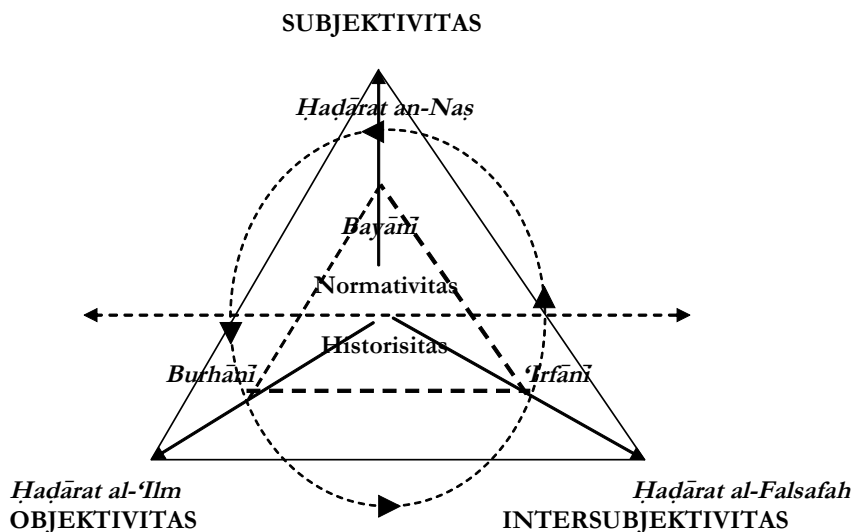 SUBJEKTIVITAS
Ḥaḍārat an-Naṣ
Bayānī
Normativitas
Historisitas
Burhānī
‘Irfānī
Ḥaḍārat al-‘Ilm
Ḥaḍārat al-Falsafah
OBJEKTIVITAS
INTERSUBJEKTIVITAS